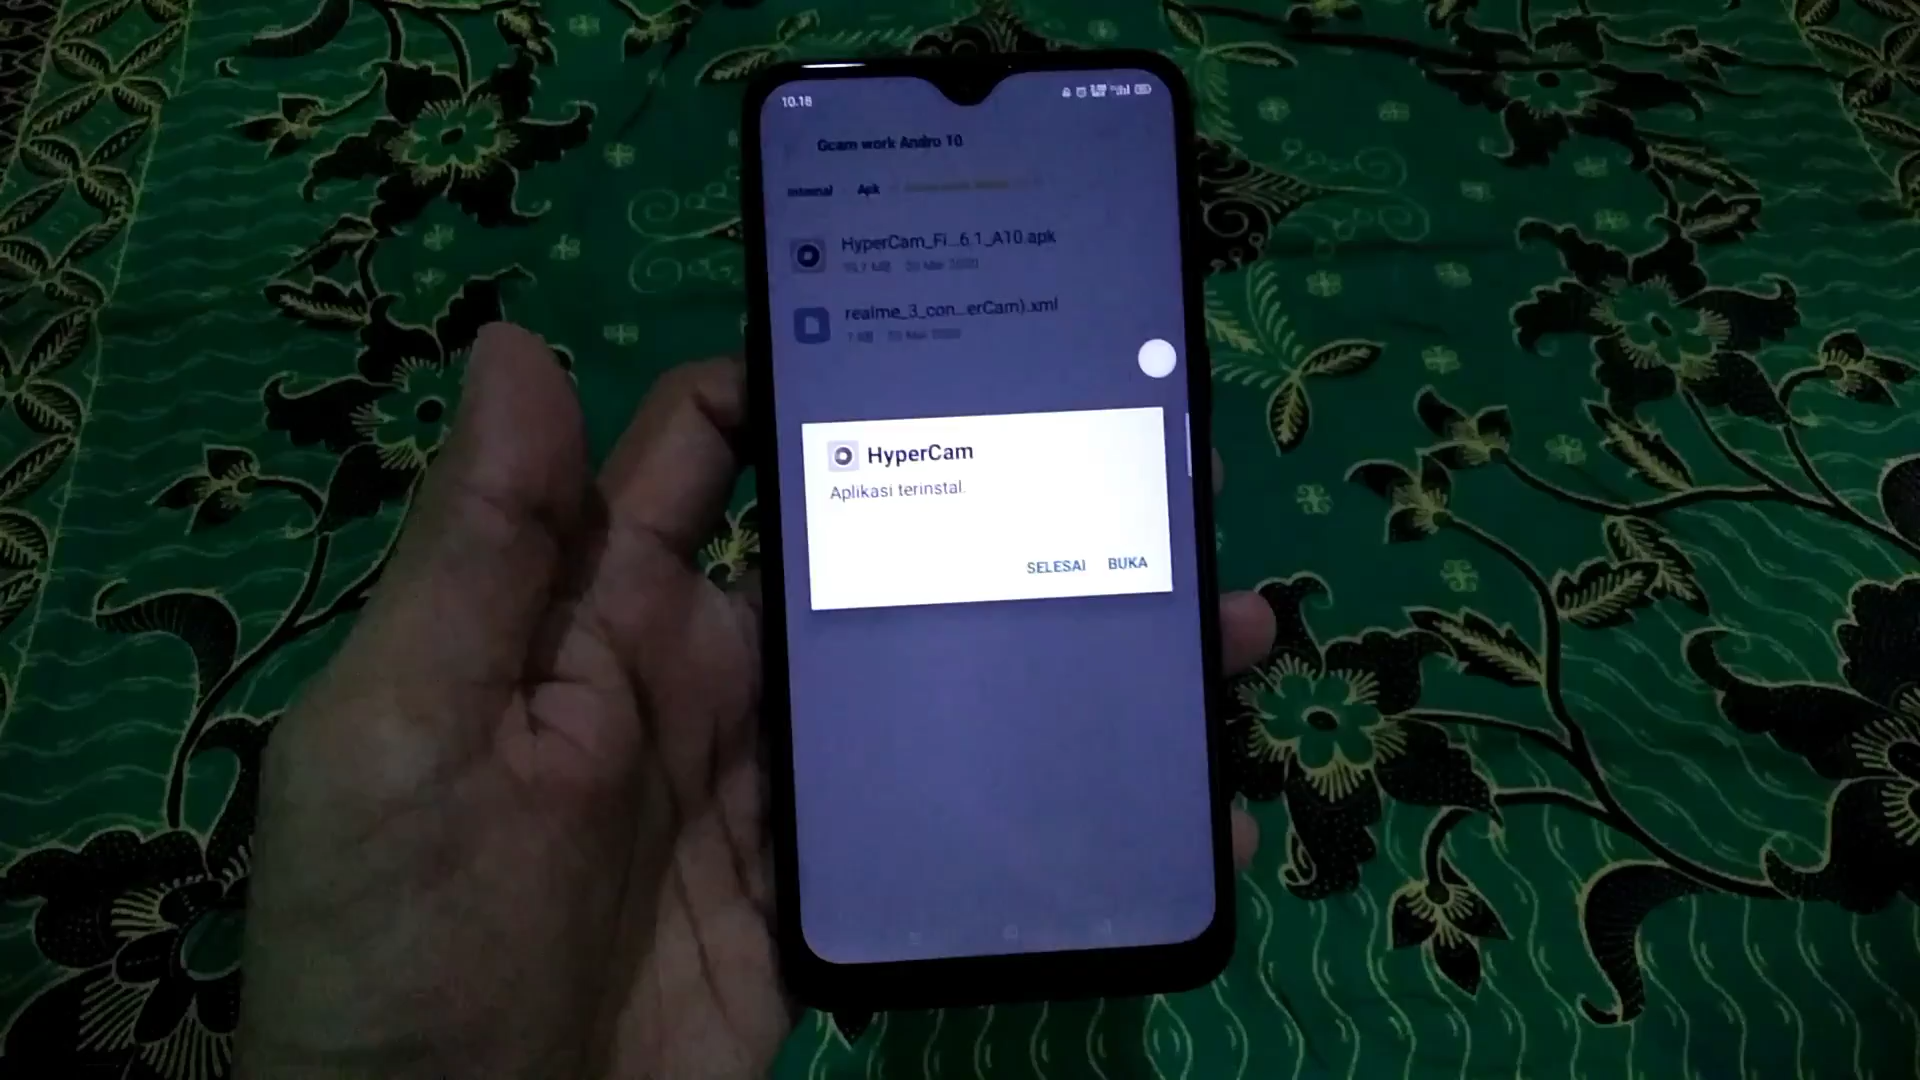 10.18
Gcam work Andro 10
Internal Apk
HyperCam_Fi...6.1_A10.apk
realme_3_con...erCam).xml
HyperCam
Aplikasi terinstal.
SELESAI BUKA